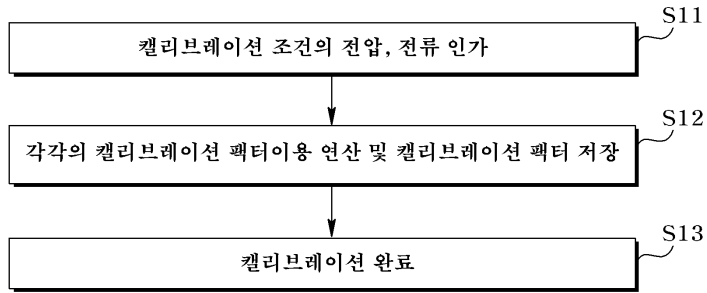 S11
캘리브레이션 조건의 전압, 전류 인가
S12
각각의 캘리브레이션 팩터이용 연산 및 캘리브레이션 팩터 저장
S13
캘리브레이션 완료